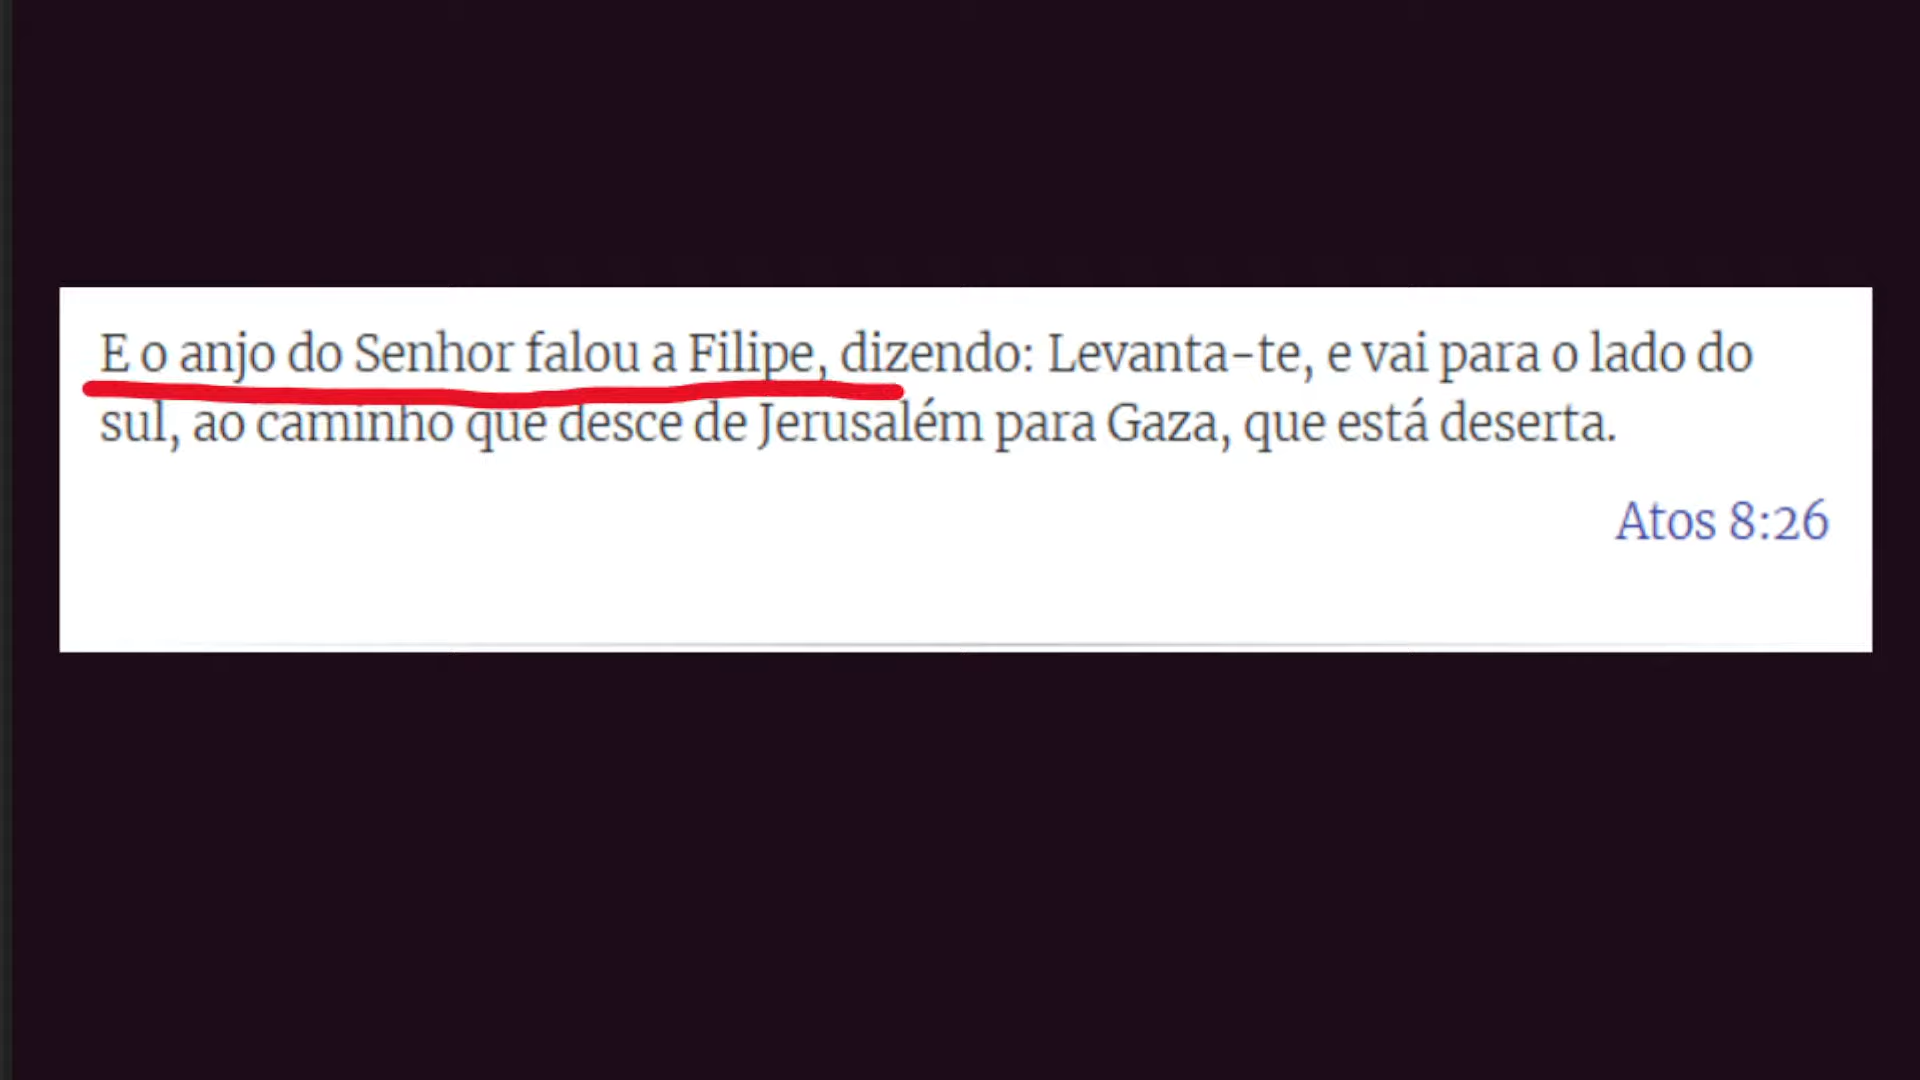 E o anjo do Senhor falou a Filipe, dizendo: Levanta-te, e vai para o lado do
sul, ao caminho que desce de Jerusalém para Gaza, que está deserta.
Atos 8:26